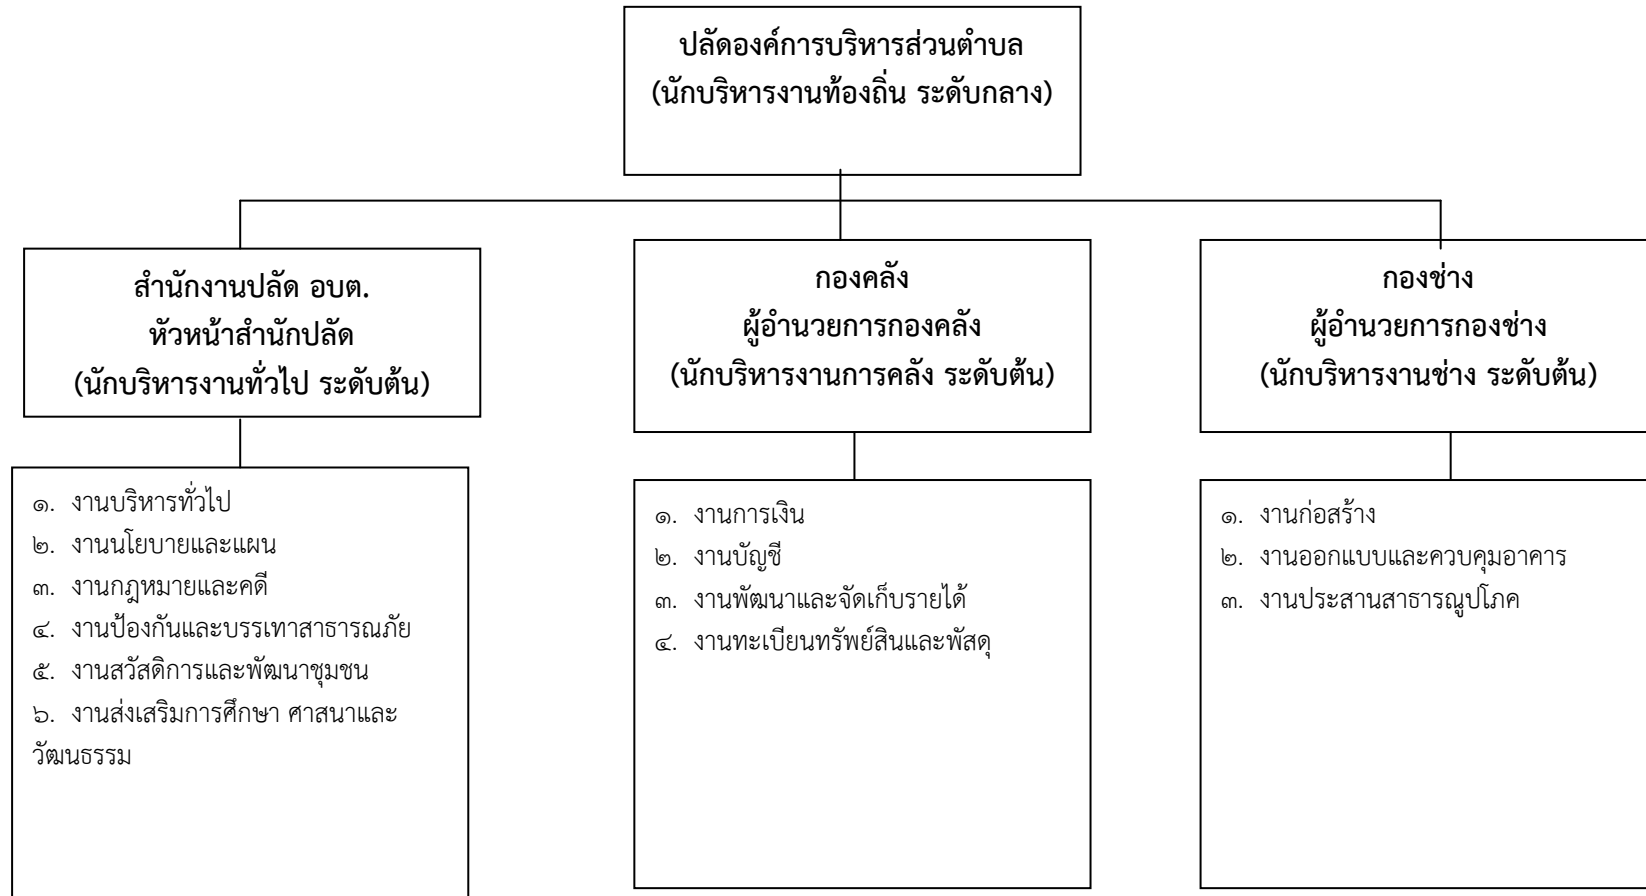 ปลัดองค์การบริหารส่วนตำบล
(นักบริหารงานท้องถิ่น ระดับกลาง)
สำนักงานปลัด อบต.
หัวหน้าสำนักปลัด
(นักบริหารงานทั่วไป ระดับต้น)
กองคลัง
ผู้อำนวยการกองคลัง
(นักบริหารงานการคลัง ระดับต้น)
กองช่าง
ผู้อำนวยการกองช่าง
(นักบริหารงานช่าง ระดับต้น)
๑. งานบริหารทั่วไป
๒. งานนโยบายและแผน
๓. งานกฎหมายและคดี
๔. งานป้องกันและบรรเทาสาธารณภัย
๕. งานสวัสดิการและพัฒนาชุมชน
๖. งานส่งเสริมการศึกษา ศาสนาและ
วัฒนธรรม
๑. งานการเงิน
๒. งานบัญชี
๓. งานพัฒนาและจัดเก็บรายได้
๔. งานทะเบียนทรัพย์สินและพัสดุ
๑. งานก่อสร้าง
๒. งานออกแบบและควบคุมอาคาร
๓. งานประสานสาธารณูปโภค